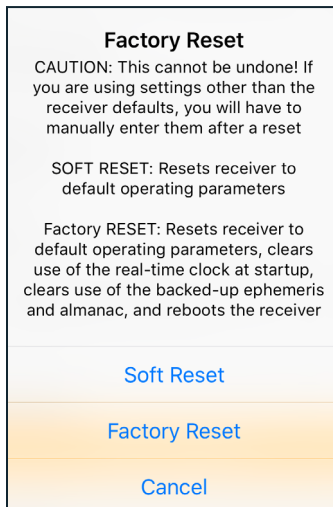 Factory Reset
CAUTION: This cannot be undone! If
you are using settings other than the
receiver defaults, you will have to
manually enter them after a reset
SOFT RESET: Resets receiver to
default operating parameters
Factory RESET: Resets receiver to
default operating parameters, clears
use of the real-time clock at startup,
clears use of the backed-up ephemeris
and almanac, and reboots the receiver
Soft Reset
Factory Reset
Cancel